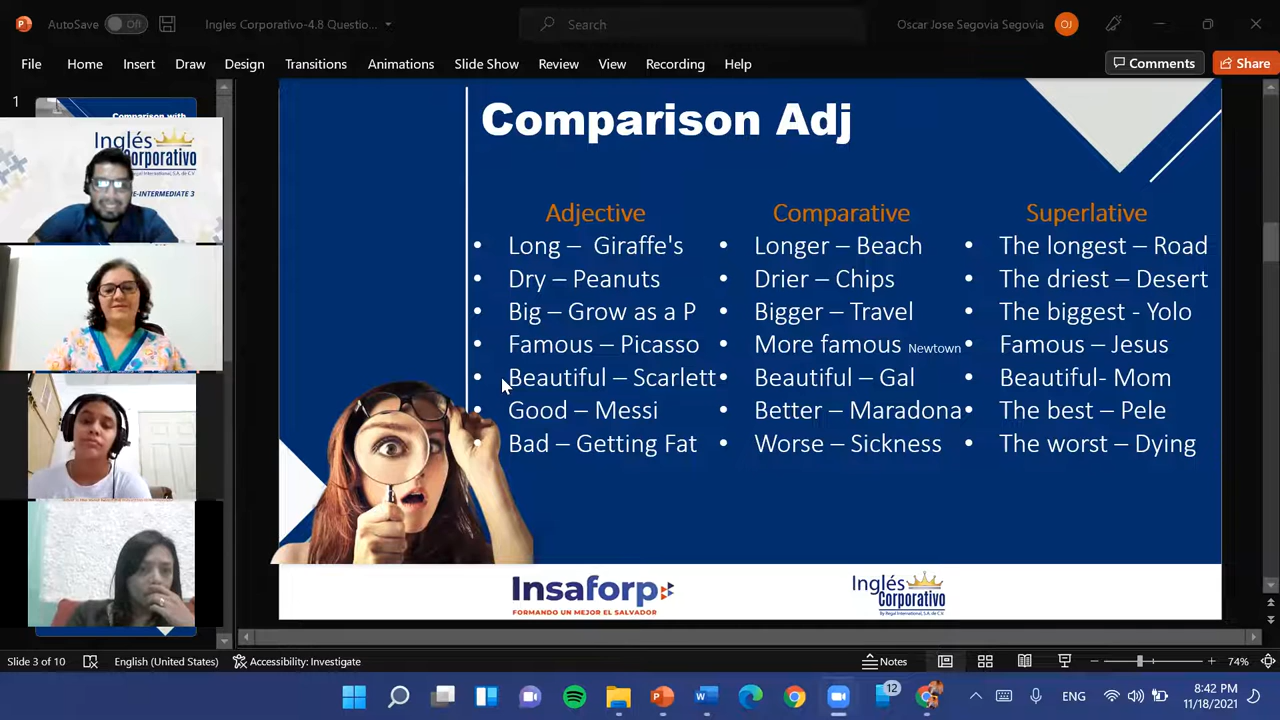 AutoSave Off Ingles Corporativo-4.8 Questio... Search Oscar Jose Segovia Segovia OJ
File Home Insert Draw Design Transitions Animations Slide Show Review View Recording Help Comments Share
1
Comparison with
Inglés
Corporativo
By Regal International, S.A. de C.V.
PRE-INTERMEDIATE 3
Comparison Adj
Adjective Comparative Superlative
• Long – Giraffe's • Longer – Beach • The longest – Road
• Dry – Peanuts • Drier – Chips • The driest – Desert
• Big – Grow as a P • Bigger – Travel • The biggest - Yolo
• Famous – Picasso • More famous Newtown • Famous – Jesus
• Beautiful – Scarlett • Beautiful – Gal • Beautiful- Mom
• Good – Messi • Better – Maradona • The best – Pele
• Bad – Getting Fat • Worse – Sickness • The worst – Dying
Insaforp
FORMANDO UN MEJOR EL SALVADOR
Inglés
Corporativo
By Regal International, S.A. de C.V.
Slide 3 of 10 English (United States) Accessibility: Investigate Notes 74%
12
ENG
8:42 PM
11/18/2021